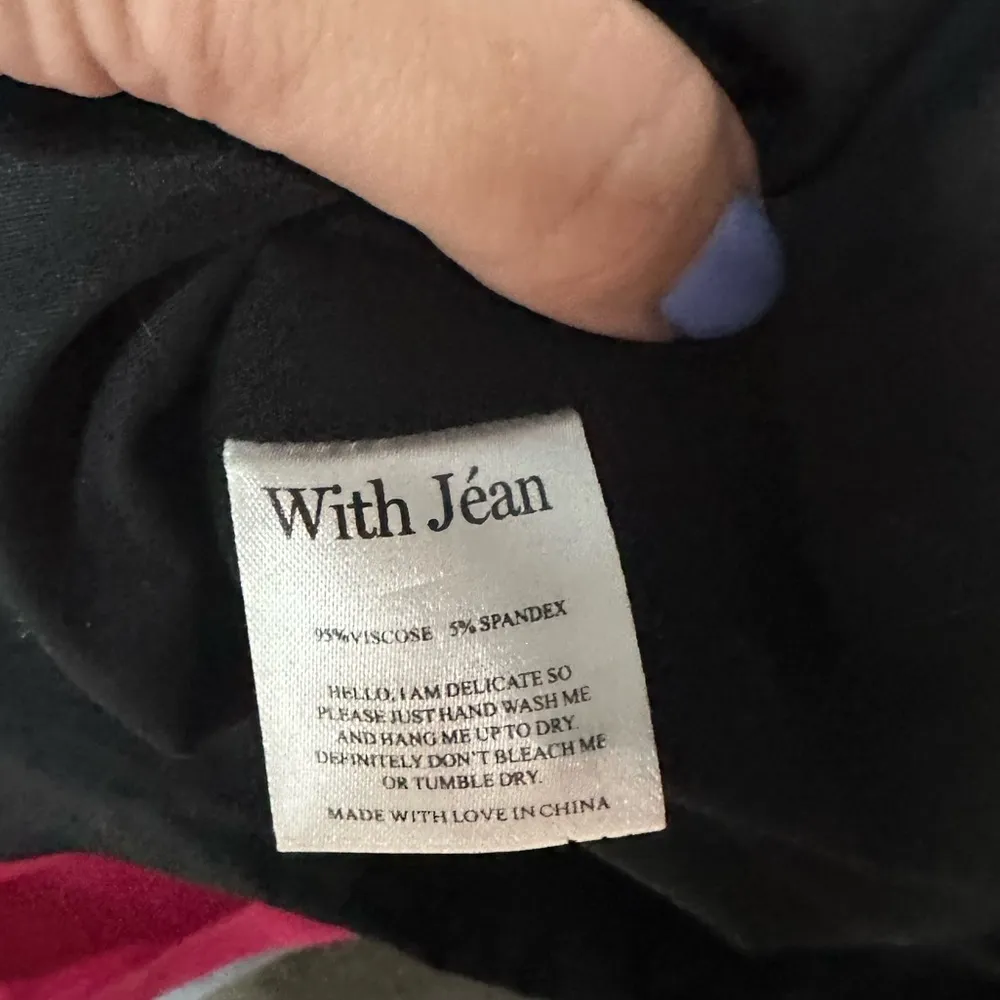 With Jéan
95%VISCOSE 5%SPANDEX
HELLO, I AM DELICATE SO
PLEASE JUST HAND WASH ME
AND HANG ME UP TO DRY.
DEFINITELY DON'T BLEACH ME
OR TUMBLE DRY.
MADE WITH LOVE IN CHINA